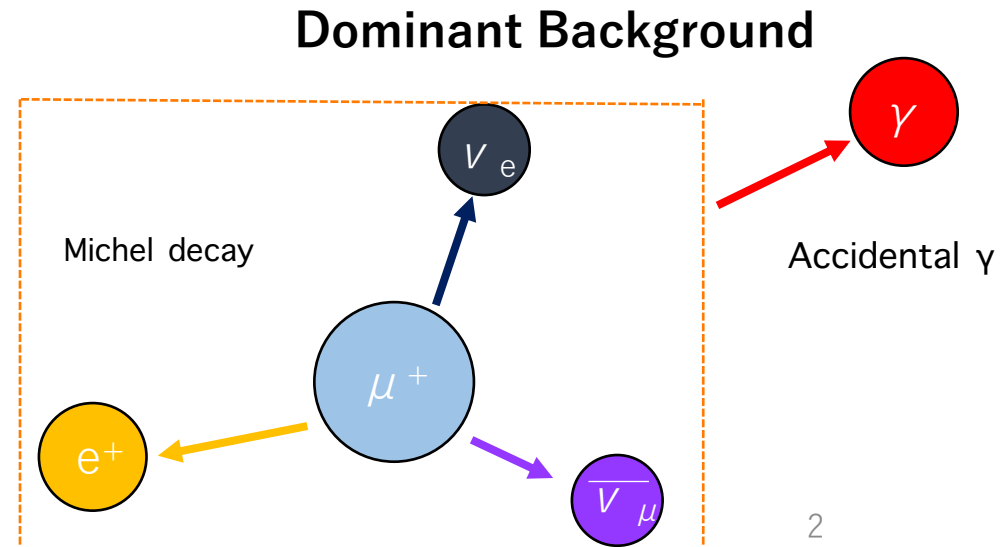 Dominant Background
γ
ν e
Michel decay
Accidental γ
μ +
e+
ν̅ μ
2